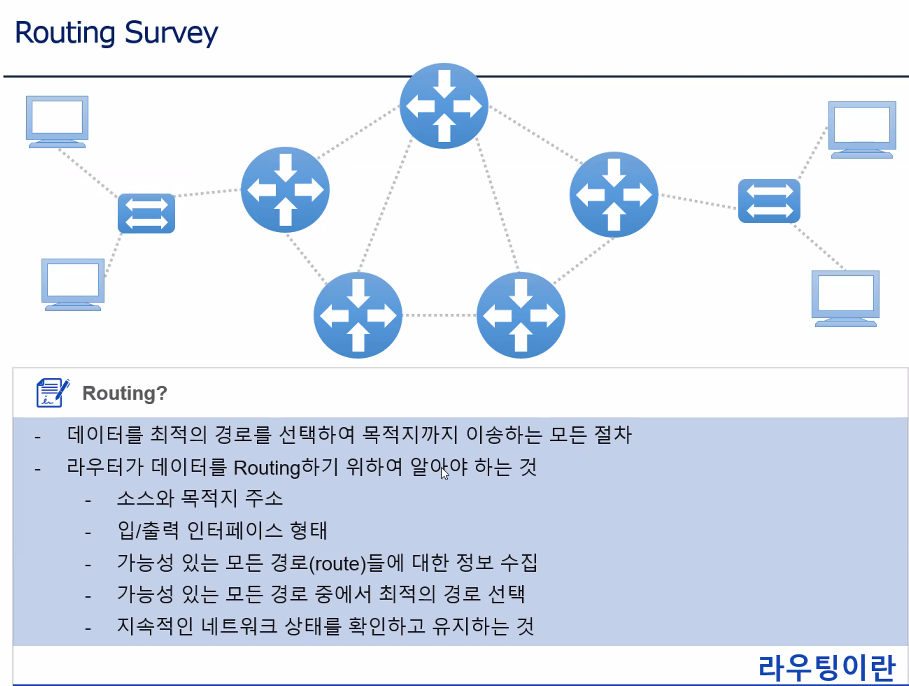 Routing Survey
Routing?
- 데이터를 최적의 경로를 선택하여 목적지까지 이송하는 모든 절차
- 라우터가 데이터를 Routing하기 위하여 알아야 하는 것
- 소스와 목적지 주소
- 입/출력 인터페이스 형태
- 가능성 있는 모든 경로(route)들에 대한 정보 수집
- 가능성 있는 모든 경로 중에서 최적의 경로 선택
- 지속적인 네트워크 상태를 확인하고 유지하는 것
라우팅이란